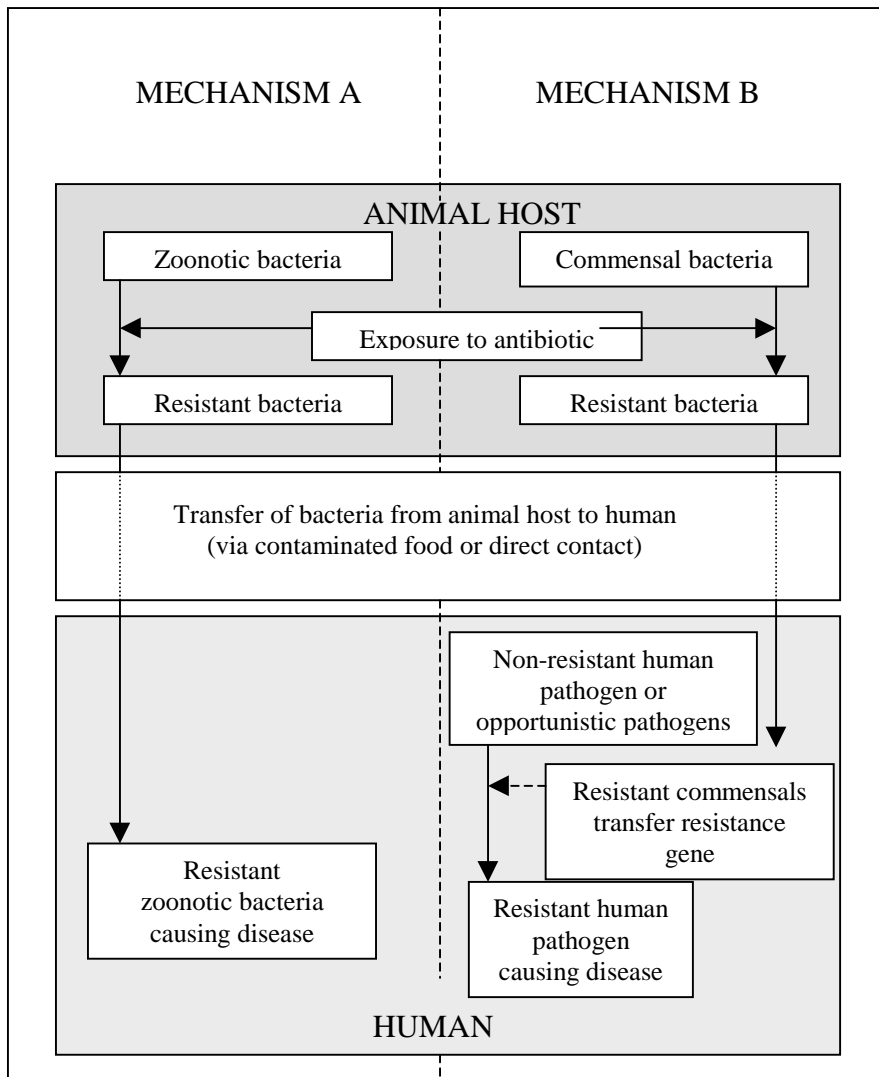 MECHANISM A
MECHANISM B
ANIMAL HOST
Zoonotic bacteria
Commensal bacteria
Exposure to antibiotic
Resistant bacteria
Resistant bacteria
Transfer of bacteria from animal host to human
(via contaminated food or direct contact)
Non-resistant human
pathogen or
opportunistic pathogens
Resistant commensals
transfer resistance
gene
Resistant
zoonotic bacteria
causing disease
Resistant human
pathogen
causing disease
HUMAN